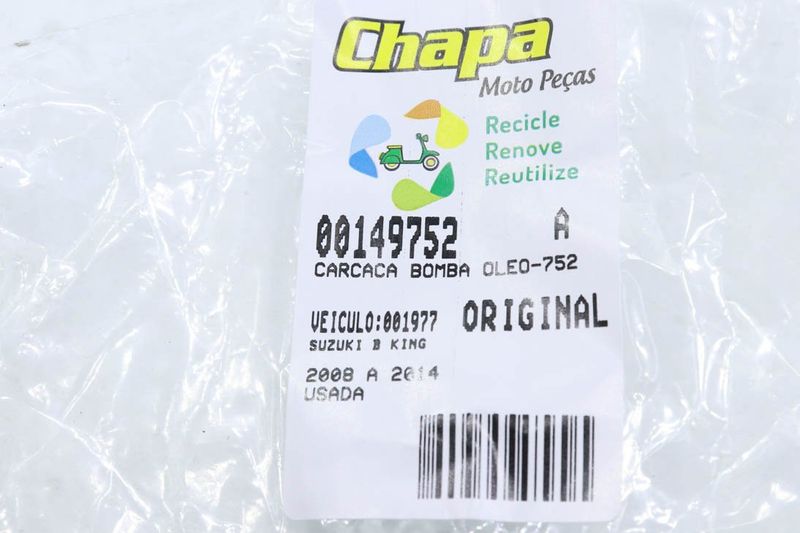 Chapa
Moto Peças
Recicle
Renove
Reutilize
00149752 A
CARCACA BOMBA OLEO-752
VEICULO:001977 ORIGINAL
SUZUKI B KING
2008 A 2014
USADA